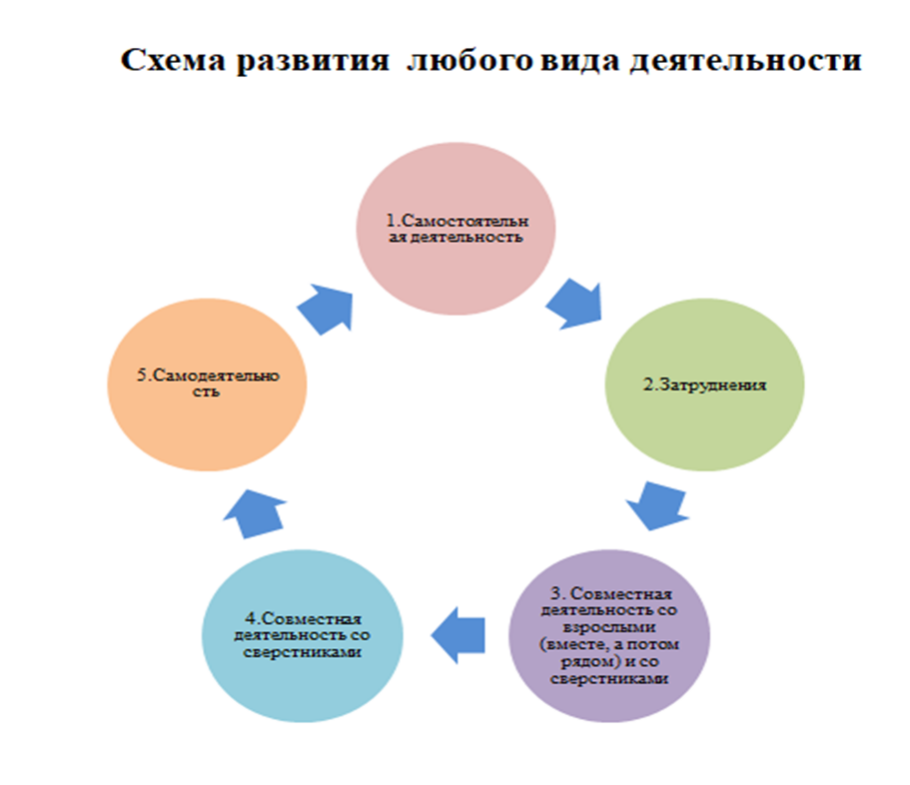 Схема развития любого вида деятельности
1.Самостоятельн
ая деятельность
2.Затруднения
3. Совместная
деятельность со
взрослыми
(вместе, а потом
рядом) и со
сверстниками
4.Совместная
деятельность со
сверстниками
5.Самодеятельно
сть